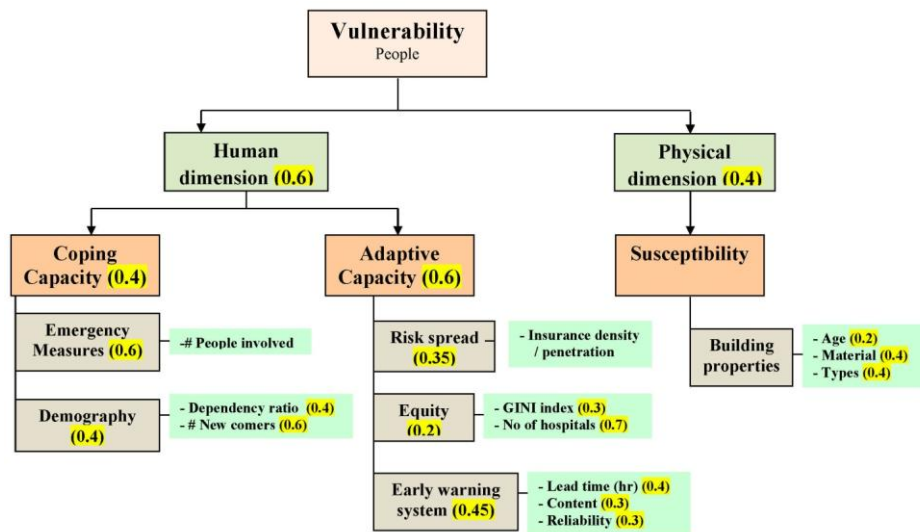 Vulnerability
People
Human
dimension (0.6)
Physical
dimension (0.4)
Coping
Capacity (0.4)
Adaptive
Capacity (0.6)
Susceptibility
Emergency
Measures (0.6)
-# People involved
Risk spread
(0.35)
- Insurance density
/ penetration
Building
properties
- Age (0.2)
- Material (0.4)
- Types (0.4)
Demography
(0.4)
- Dependency ratio (0.4)
- # New comers (0.6)
Equity
(0.2)
- GINI index (0.3)
- No of hospitals (0.7)
Early warning
system (0.45)
- Lead time (hr) (0.4)
- Content (0.3)
- Reliability (0.3)